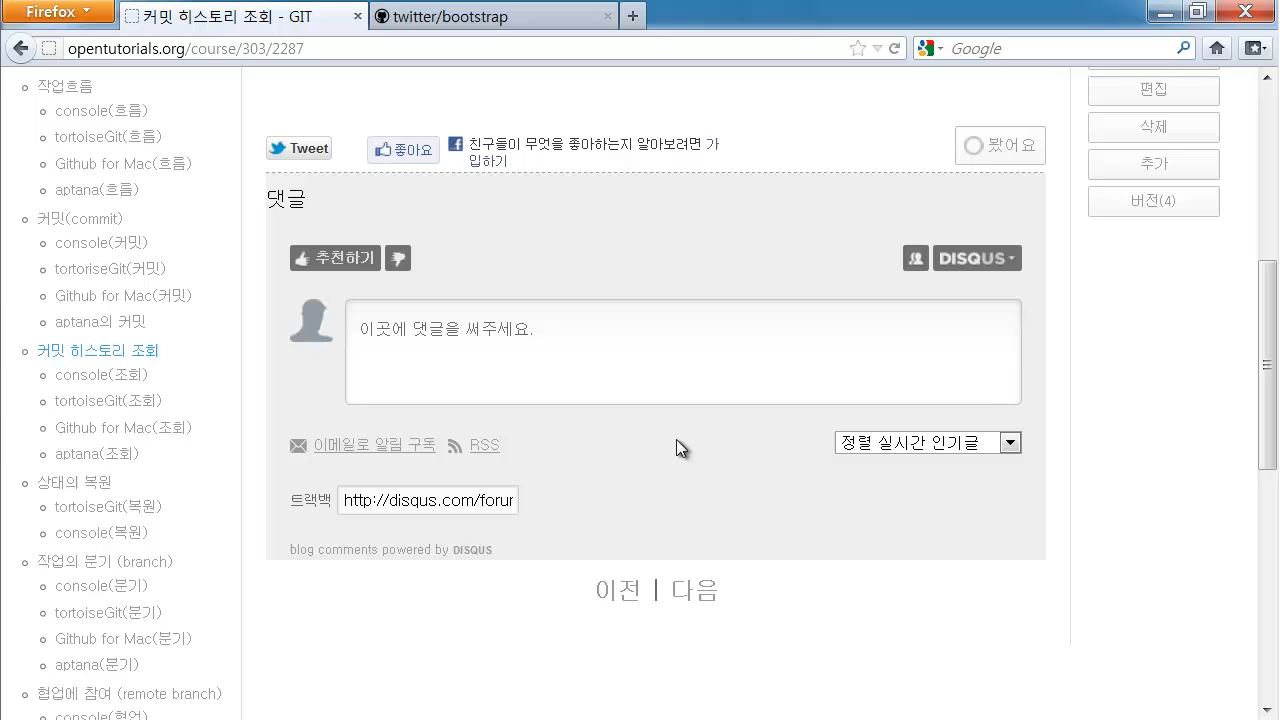 Firefox
커밋 히스토리 조회 - GIT
twitter/bootstrap
opentutorials.org/course/303/2287
Google
작업흐름
console(흐름)
tortoiseGit(흐름)
Github for Mac(흐름)
aptana(흐름)
커밋(commit)
console(커밋)
tortoriseGit(커밋)
Github for Mac(커밋)
aptana의 커밋
커밋 히스토리 조회
console(조회)
tortoiseGit(조회)
Github for Mac(조회)
aptana(조회)
상태의 복원
tortoiseGit(복원)
console(복원)
작업의 분기 (branch)
console(분기)
tortoiseGit(분기)
Github for Mac(분기)
aptana(분기)
협업에 참여 (remote branch)
console(협업)
Tweet
좋아요
친구들이 무엇을 좋아하는지 알아보려면 가
입하기
봤어요
댓글
추천하기
DISQUS
이곳에 댓글을 써주세요.
이메일로 알림 구독
RSS
정렬 실시간 인기글
트랙백
http://disqus.com/forur
blog comments powered by DISQUS
이전 | 다음
편집
삭제
추가
버전(4)